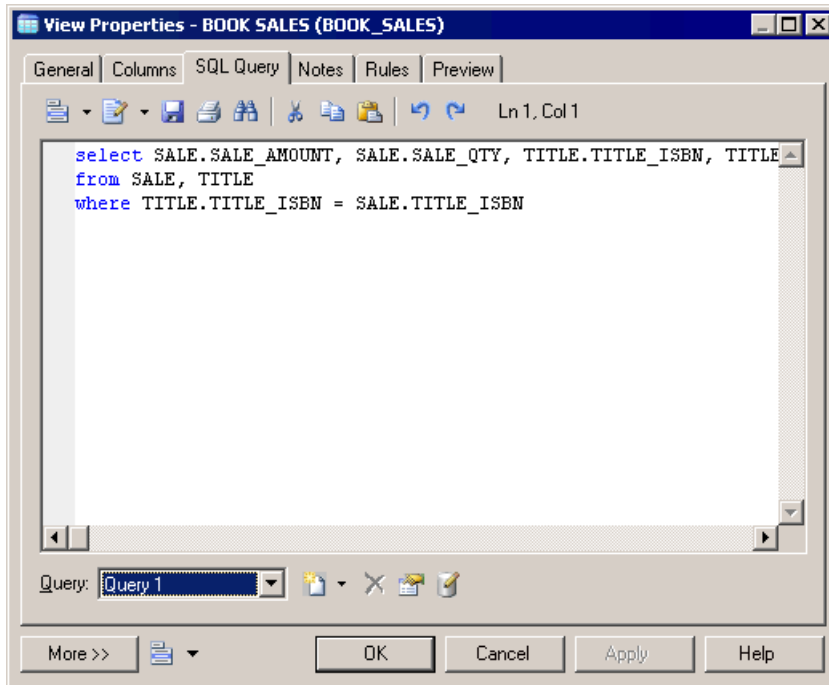 View Properties - BOOK SALES (BOOK_SALES)
General Columns SQL Query Notes Rules Preview
Ln 1, Col 1
select SALE.SALE_AMOUNT, SALE.SALE_QTY, TITLE.TITLE_ISBN, TITLE
from SALE, TITLE
where TITLE.TITLE_ISBN = SALE.TITLE_ISBN
Query: Query 1
More >> OK Cancel Apply Help